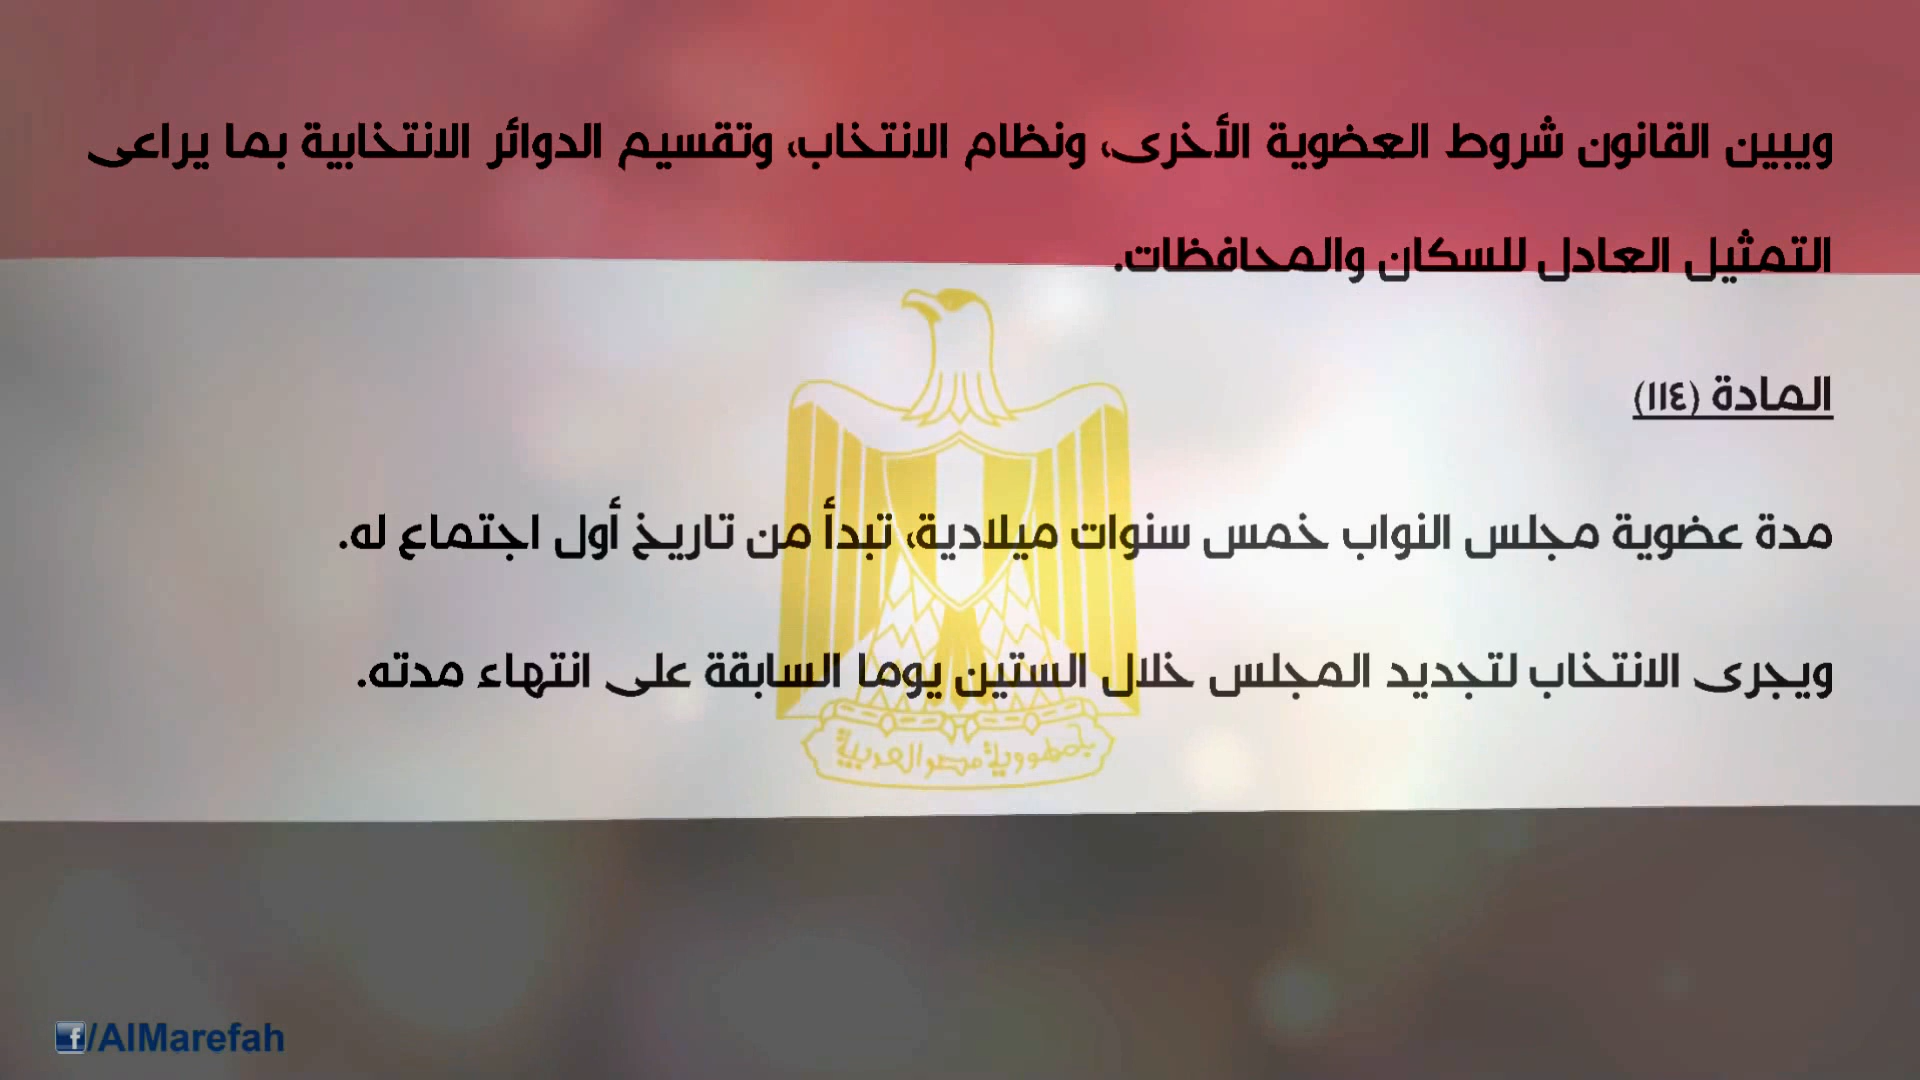 ويبين القانون شروط العضوية الأخرى، ونظام الانتخاب، وتقسيم الدوائر الانتخابية بما يراعى
التمثيل العادل للسكان والمحافظات.
المادة (١١٤)
مدة عضوية مجلس النواب خمس سنوات ميلادية، تبدأ من تاريخ أول اجتماع له.
ويجرى الانتخاب لتجديد المجلس خلال الستين يوما السابقة على انتهاء مدته.
جمهورية مصر العربية
/AlMarefah